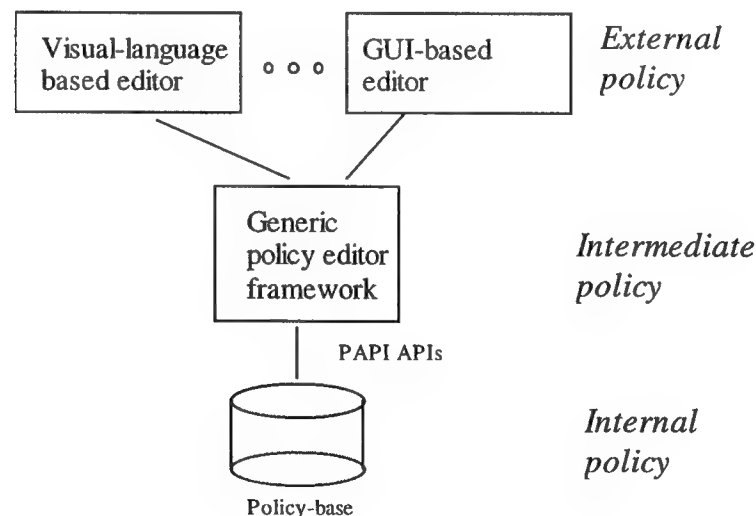 Visual-language
based editor
GUI-based
editor
External
policy
Generic
policy editor
framework
Intermediate
policy
PAPI APIs
Internal
policy
Policy-base